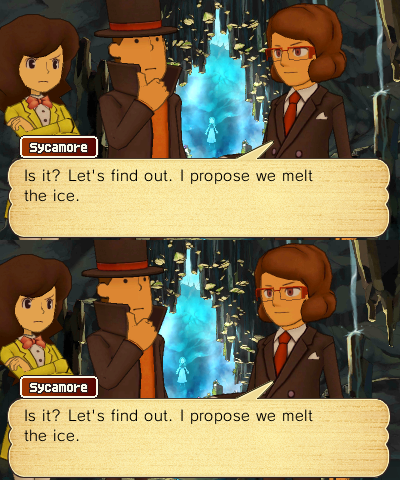 Sycamore
Is it? Let's find out. I propose we melt
the ice.
Sycamore
Is it? Let's find out. I propose we melt
the ice.